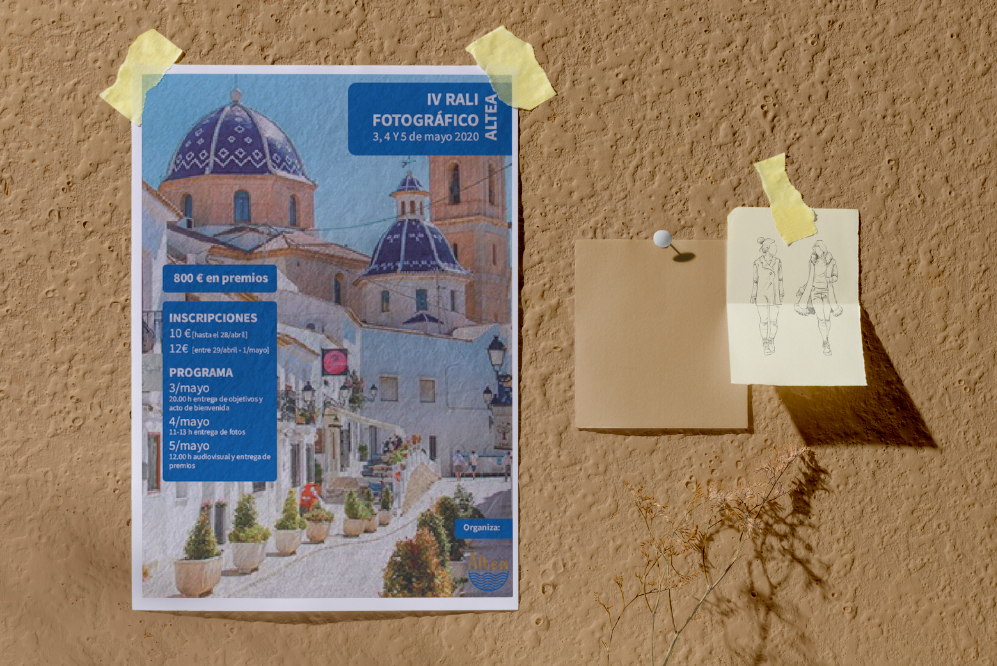 IV RALI
FOTOGRÁFICO
3, 4 Y 5 de mayo 2020
ALTEA
800 € en premios
INSCRIPCIONES
10 € [hasta el 28/abril]
12€ [entre 29/abril - 1/mayo]
PROGRAMA
3/mayo
20.00 h entrega de objetivos y
acto de bienvenida
4/mayo
11-13 h entrega de fotos
5/mayo
12.00 h audiovisual y entrega de
premios
Organiza:
Altea